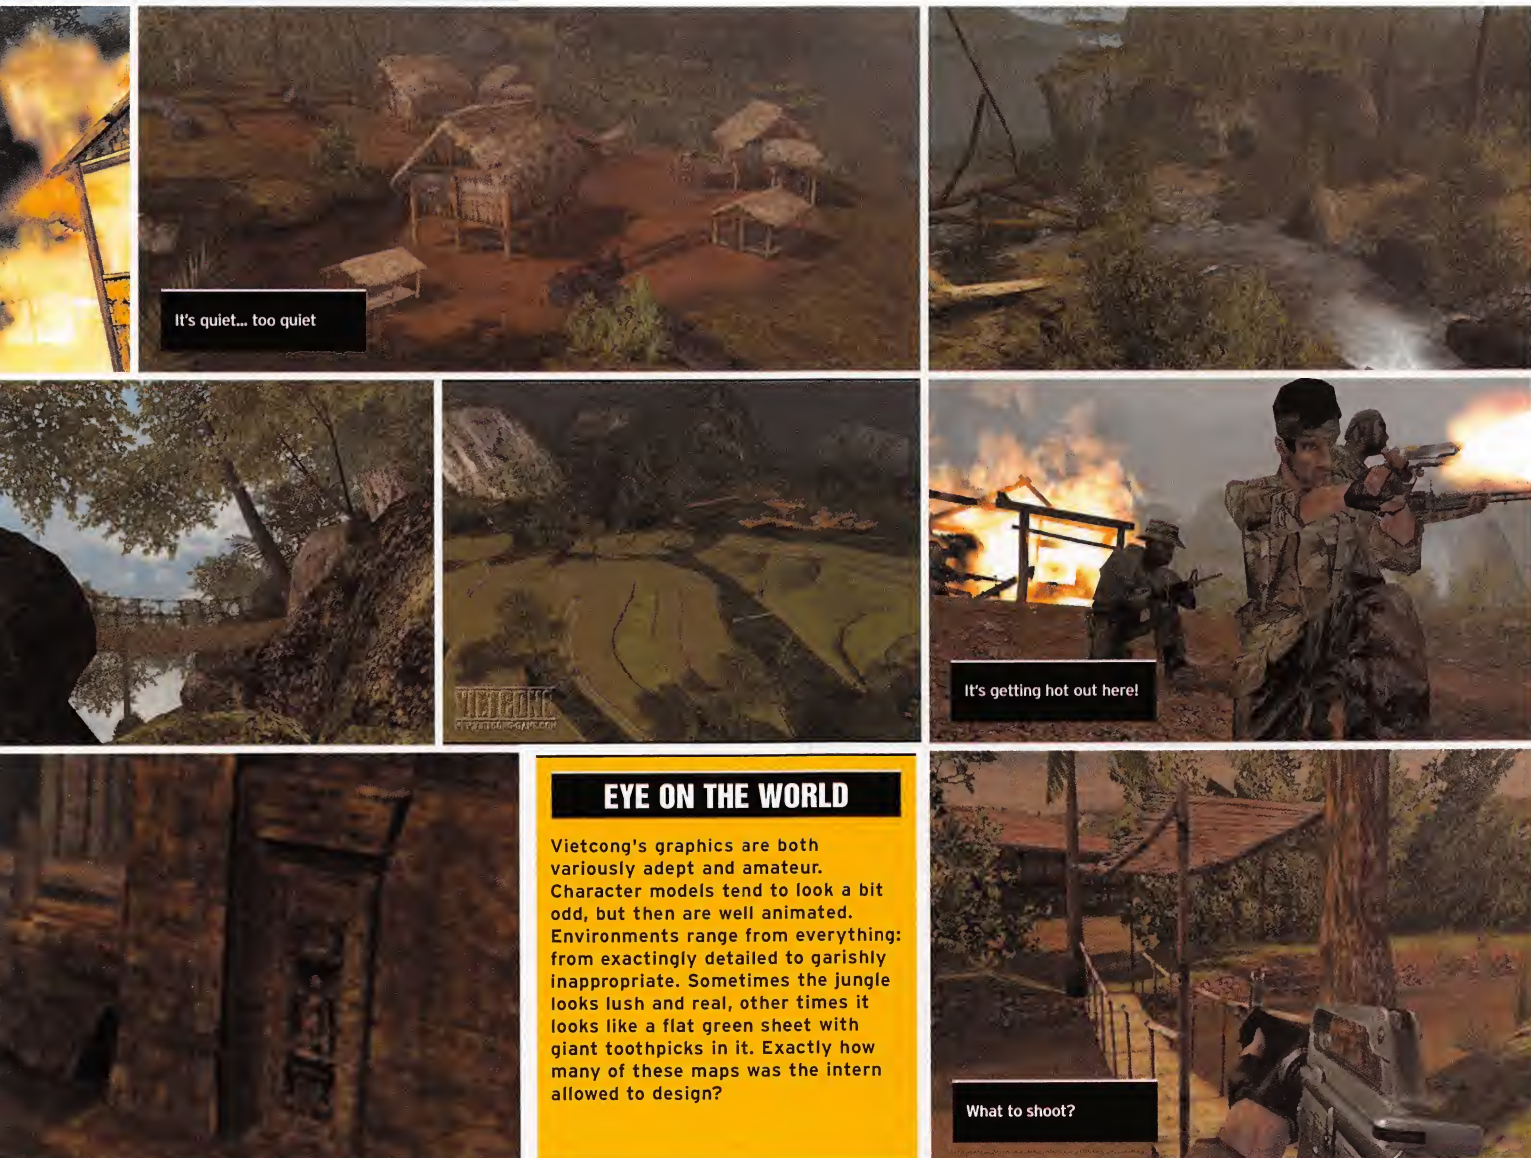 It's quiet... too quiet
VIETCONG
It's getting hot out here!
EYE ON THE WORLD
Vietcong's graphics are both
variously adept and amateur.
Character models tend to look a bit
odd, but then are well animated.
Environments range from everything:
from exactingly detailed to garishly
inappropriate. Sometimes the jungle
looks lush and real, other times it
looks like a flat green sheet with
giant toothpicks in it. Exactly how
many of these maps was the intern
allowed to design?
What to shoot?